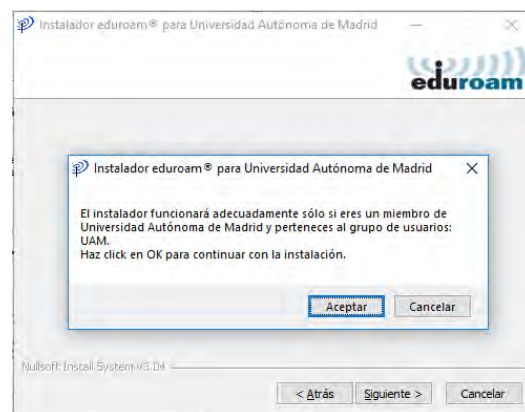 Instalador eduroam® para Universidad Autónoma de Madrid
eduroam
Instalador eduroam® para Universidad Autónoma de Madrid
El instalador funcionará adecuadamente sólo si eres un miembro de
Universidad Autónoma de Madrid y perteneces al grupo de usuarios:
UAM.
Haz click en OK para continuar con la instalación.
Aceptar Cancelar
Nullsoft Install System v3.04
< Atrás Siguiente > Cancelar